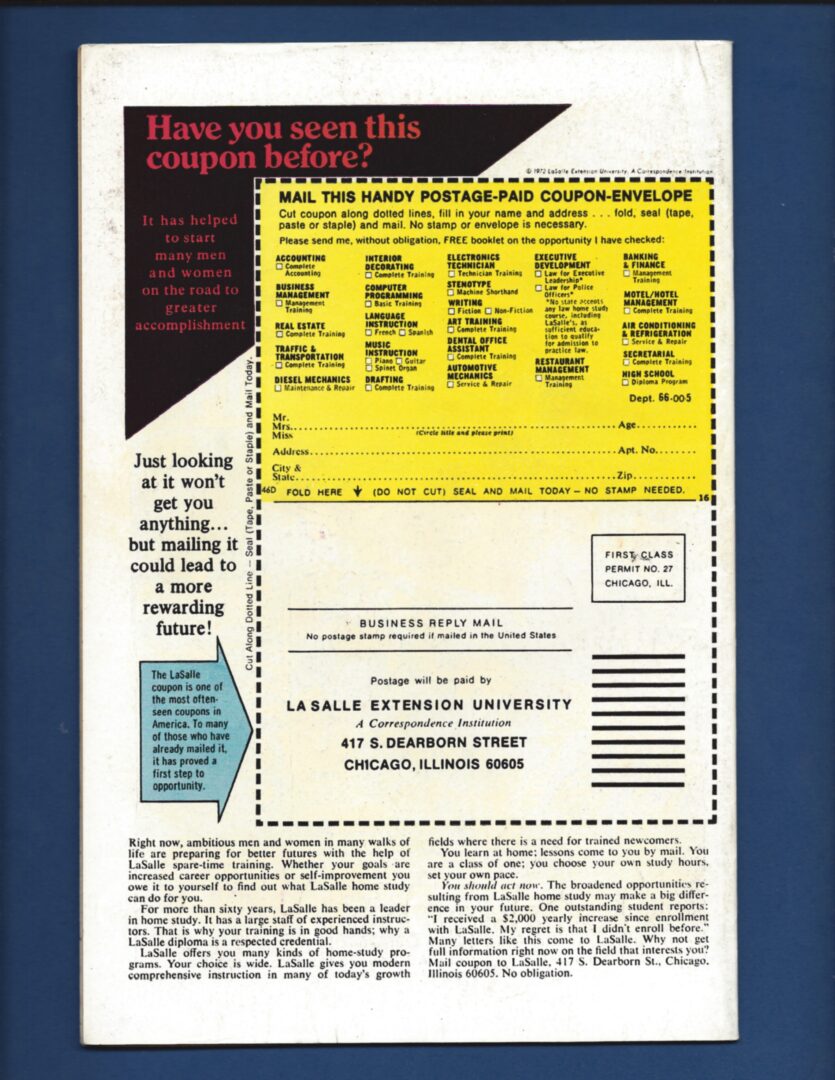 Have you seen this
coupon before?
© 1972 LaSalle Extension University, A Correspondence Institution
It has helped
to start
many men
and women
on the road to
greater
accomplishment
MAIL THIS HANDY POSTAGE-PAID COUPON-ENVELOPE
Cut coupon along dotted lines, fill in your name and address . . . fold, seal (tape,
paste or staple) and mail. No stamp or envelope is necessary.
Please send me, without obligation, FREE booklet on the opportunity I have checked:
ACCOUNTING
☐ Complete
Accounting
BUSINESS
MANAGEMENT
☐ Management
Training
REAL ESTATE
☐ Complete Training
TRAFFIC &
TRANSPORTATION
☐ Complete Training
DIESEL MECHANICS
☐ Maintenance & Repair
INTERIOR
DECORATING
☐ Complete Training
COMPUTER
PROGRAMMING
☐ Basic Training
LANGUAGE
INSTRUCTION
☐ French ☐ Spanish
MUSIC
INSTRUCTION
☐ Piano ☐ Guitar
☐ Spinet Organ
DRAFTING
☐ Complete Training
ELECTRONICS
TECHNICIAN
☐ Technician Training
STENOTYPE
☐ Machine Shorthand
WRITING
☐ Fiction ☐ Non-Fiction
ART TRAINING
☐ Complete Training
DENTAL OFFICE
ASSISTANT
☐ Complete Training
AUTOMOTIVE
MECHANICS
☐ Service & Repair
EXECUTIVE
DEVELOPMENT
☐ Law for Executive
Leadership*
☐ Law for Police
Officers*
*No state accepts
any law home study
course, including
LaSalle's, as
sufficient educa-
tion to qualify
for admission to
practice law.
RESTAURANT
MANAGEMENT
☐ Management
Training
BANKING
& FINANCE
☐ Management
Training
MOTEL/HOTEL
MANAGEMENT
☐ Complete Training
AIR CONDITIONING
& REFRIGERATION
☐ Service & Repair
SECRETARIAL
☐ Complete Training
HIGH SCHOOL
☐ Diploma Program
Dept. 66-005
Mr.
Mrs. Age
Miss (Circle title and please print)
Address Apt. No.
City &
State Zip
46D FOLD HERE ↓ (DO NOT CUT) SEAL AND MAIL TODAY — NO STAMP NEEDED. 16
Cut Along Dotted Line — Seal (Tape, Paste or Staple) and Mail Today.
Just looking
at it won't
get you
anything...
but mailing it
could lead to
a more
rewarding
future!
The LaSalle
coupon is one of
the most often-
seen coupons in
America. To many
of those who have
already mailed it,
it has proved a
first step to
opportunity.
FIRST CLASS
PERMIT NO. 27
CHICAGO, ILL.
BUSINESS REPLY MAIL
No postage stamp required if mailed in the United States
Postage will be paid by
LA SALLE EXTENSION UNIVERSITY
A Correspondence Institution
417 S. DEARBORN STREET
CHICAGO, ILLINOIS 60605
Right now, ambitious men and women in many walks of
life are preparing for better futures with the help of
LaSalle spare-time training. Whether your goals are
increased career opportunities or self-improvement you
owe it to yourself to find out what LaSalle home study
can do for you.
For more than sixty years, LaSalle has been a leader
in home study. It has a large staff of experienced instruc-
tors. That is why your training is in good hands; why a
LaSalle diploma is a respected credential.
LaSalle offers you many kinds of home-study pro-
grams. Your choice is wide. LaSalle gives you modern
comprehensive instruction in many of today's growth
fields where there is a need for trained newcomers.
You learn at home; lessons come to you by mail. You
are a class of one; you choose your own study hours,
set your own pace.
You should act now. The broadened opportunities re-
sulting from LaSalle home study may make a big differ-
ence in your future. One outstanding student reports:
"I received a $2,000 yearly increase since enrollment
with LaSalle. My regret is that I didn't enroll before."
Many letters like this come to LaSalle. Why not get
full information right now on the field that interests you?
Mail coupon to LaSalle, 417 S. Dearborn St., Chicago,
Illinois 60605. No obligation.